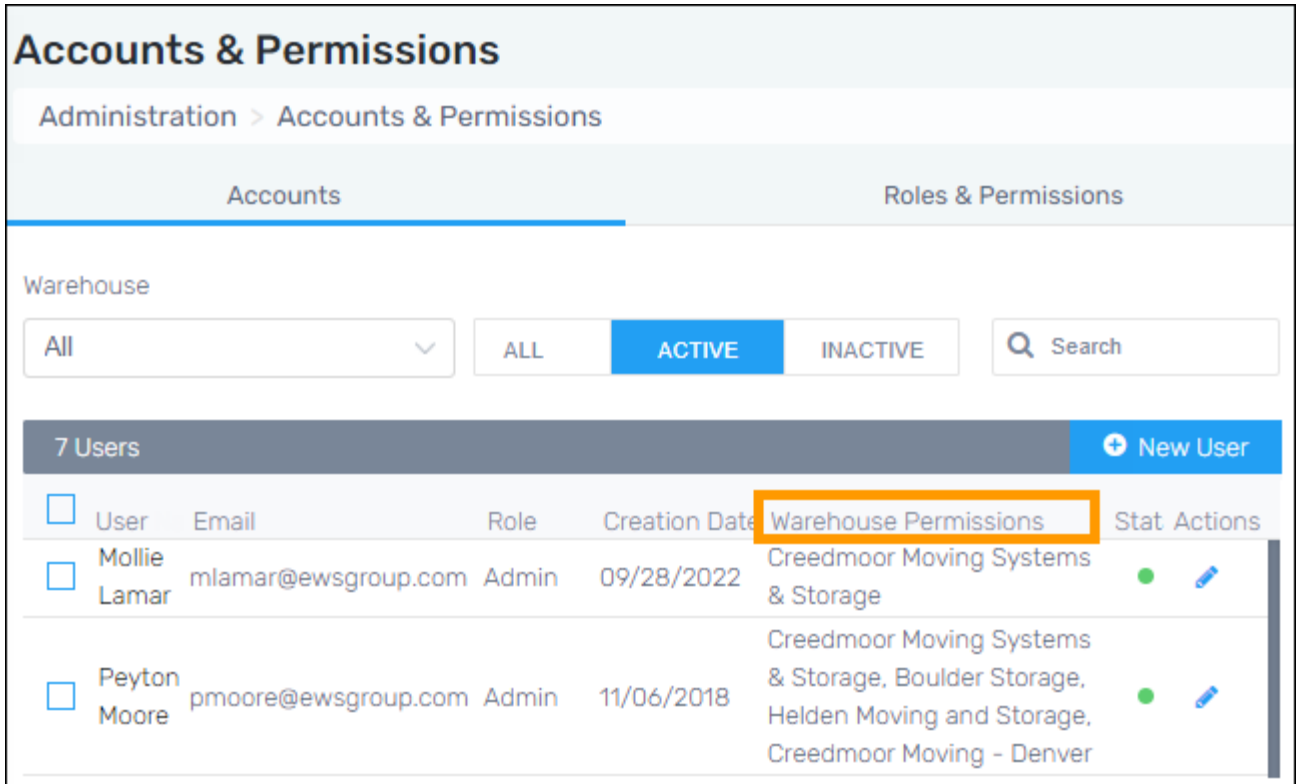 Accounts & Permissions
Administration > Accounts & Permissions
Accounts Roles & Permissions
Warehouse
All ALL ACTIVE INACTIVE Search
7 Users New User
User Email Role Creation Date Warehouse Permissions Stat Actions
Mollie
Lamar
mlamar@ewsgroup.com Admin 09/28/2022
Creedmoor Moving Systems
& Storage
Peyton
Moore
pmoore@ewsgroup.com Admin 11/06/2018
Creedmoor Moving Systems
& Storage, Boulder Storage,
Helden Moving and Storage,
Creedmoor Moving - Denver